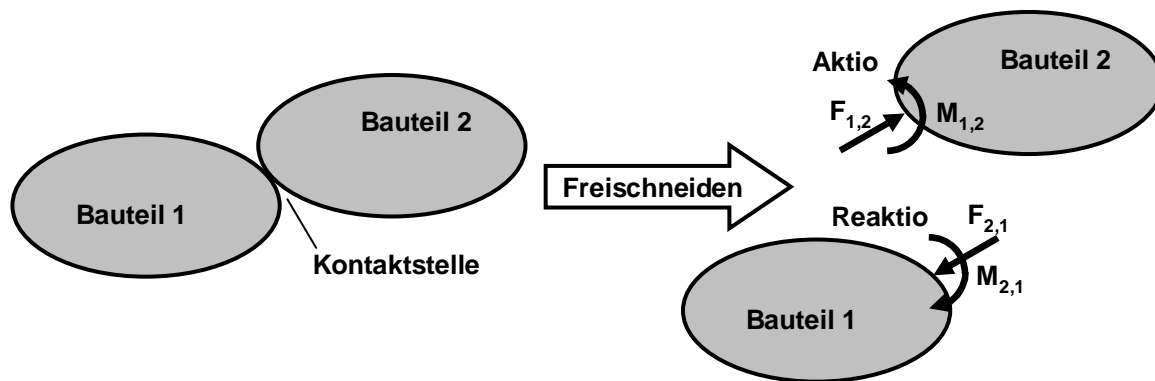 Bauteil 1
Bauteil 2
Kontaktstelle
Freischneiden
Aktio
Bauteil 2
F1,2
M1,2
Reaktio
F2,1
M2,1
Bauteil 1